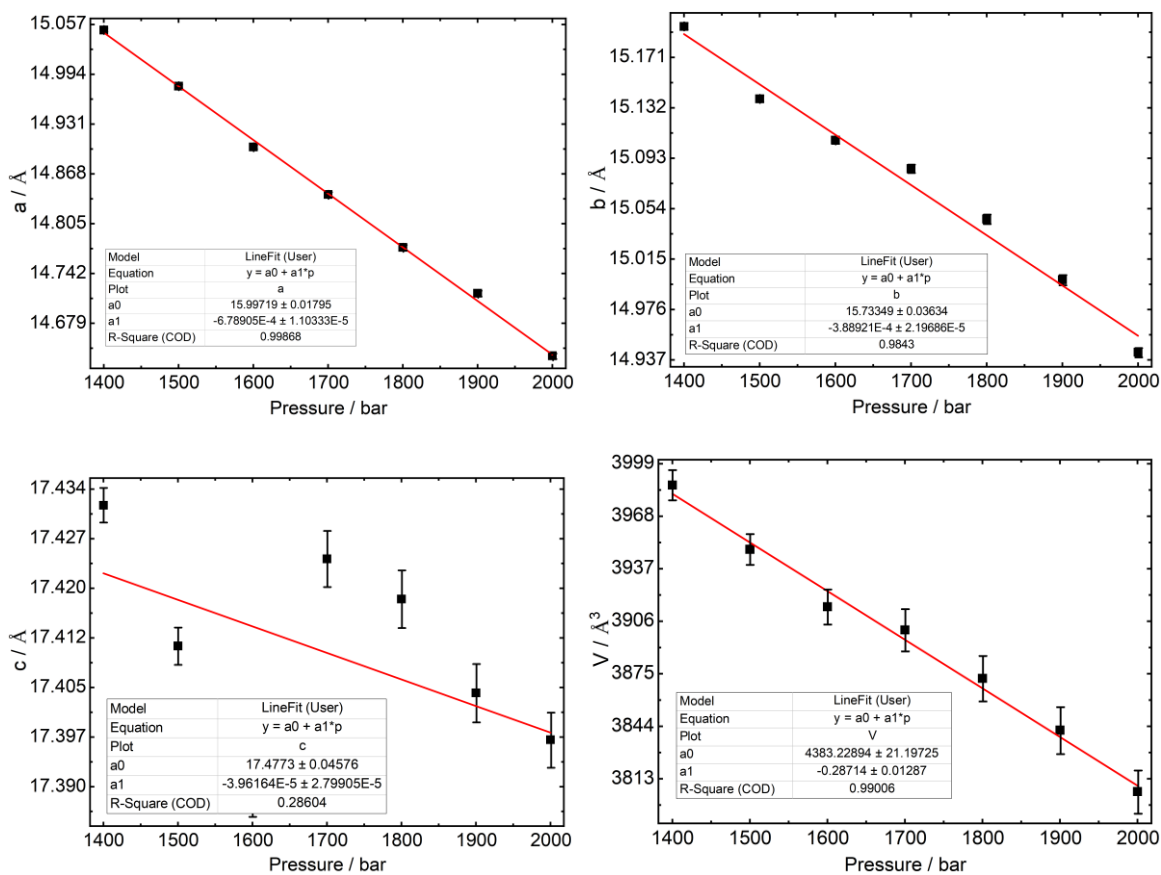 15.057
14.994
14.931
14.868
14.805
14.742
14.679
a / Å
Model LineFit (User)
Equation y = a0 + a1*p
Plot a
a0 15.99719 ± 0.01795
a1 -6.78905E-4 ± 1.10333E-5
R-Square (COD) 0.99868
1400 1500 1600 1700 1800 1900 2000
Pressure / bar
15.171
15.132
15.093
15.054
15.015
14.976
14.937
b / Å
Model LineFit (User)
Equation y = a0 + a1*p
Plot b
a0 15.73349 ± 0.03634
a1 -3.88921E-4 ± 2.19686E-5
R-Square (COD) 0.9843
1400 1500 1600 1700 1800 1900 2000
Pressure / bar
17.434
17.427
17.420
17.412
17.405
17.397
17.390
c / Å
Model LineFit (User)
Equation y = a0 + a1*p
Plot c
a0 17.4773 ± 0.04576
a1 -3.96164E-5 ± 2.79905E-5
R-Square (COD) 0.28604
1400 1500 1600 1700 1800 1900 2000
Pressure / bar
3999
3968
3937
3906
3875
3844
3813
V / Å³
Model LineFit (User)
Equation y = a0 + a1*p
Plot V
a0 4383.22894 ± 21.19725
a1 -0.28714 ± 0.01287
R-Square (COD) 0.99006
1400 1500 1600 1700 1800 1900 2000
Pressure / bar